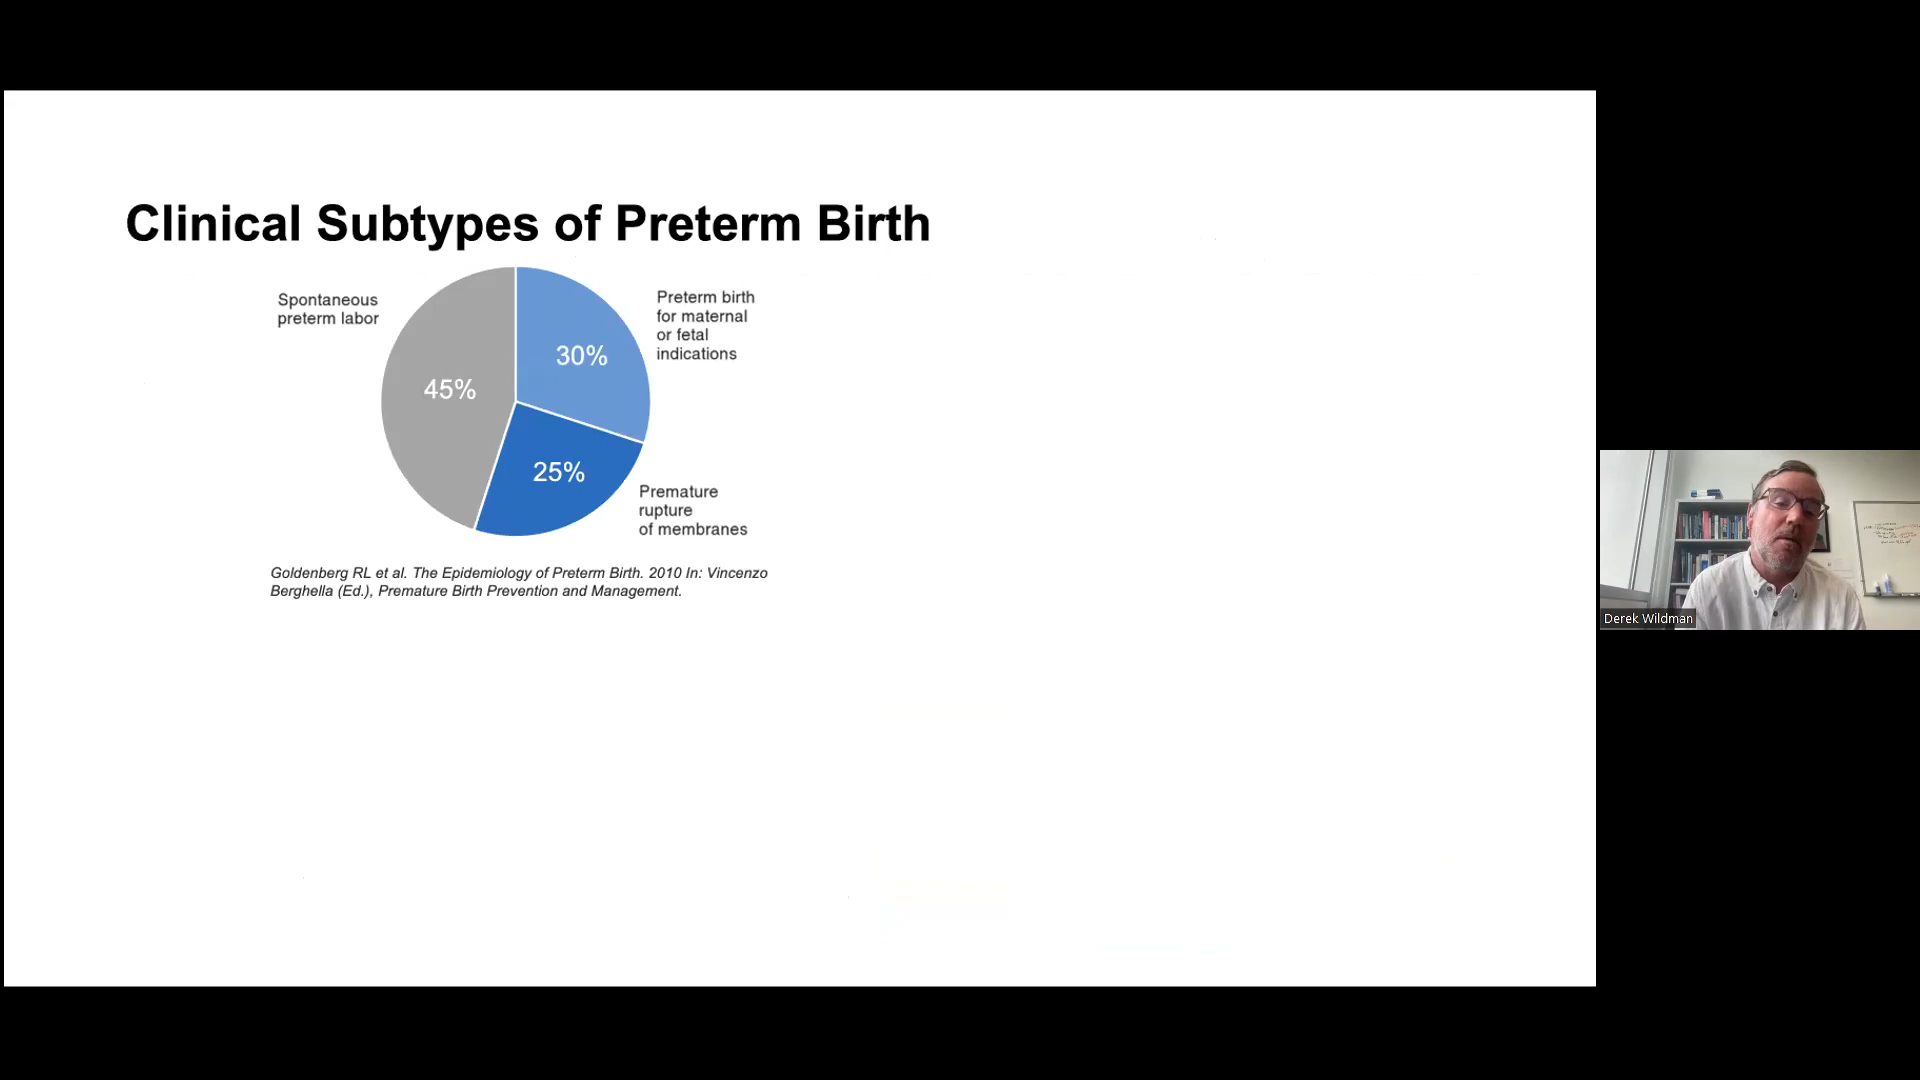 Clinical Subtypes of Preterm Birth
Spontaneous
preterm labor
45%
30%
Preterm birth
for maternal
or fetal
indications
25%
Premature
rupture
of membranes
Goldenberg RL et al. The Epidemiology of Preterm Birth. 2010 In: Vincenzo
Berghella (Ed.), Premature Birth Prevention and Management.
Derek Wildman